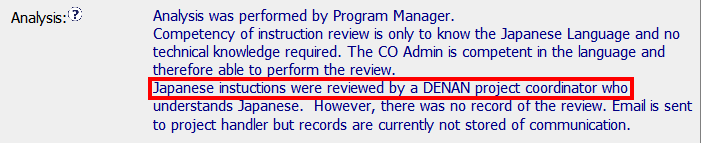 Analysis:? Analysis was performed by Program Manager.
Competency of instruction review is only to know the Japanese Language and no
technical knowledge required. The CO Admin is competent in the language and
therefore able to perform the review.
Japanese instuctions were reviewed by a DENAN project coordinator who
understands Japanese. However, there was no record of the review. Email is sent
to project handler but records are currently not stored of communication.